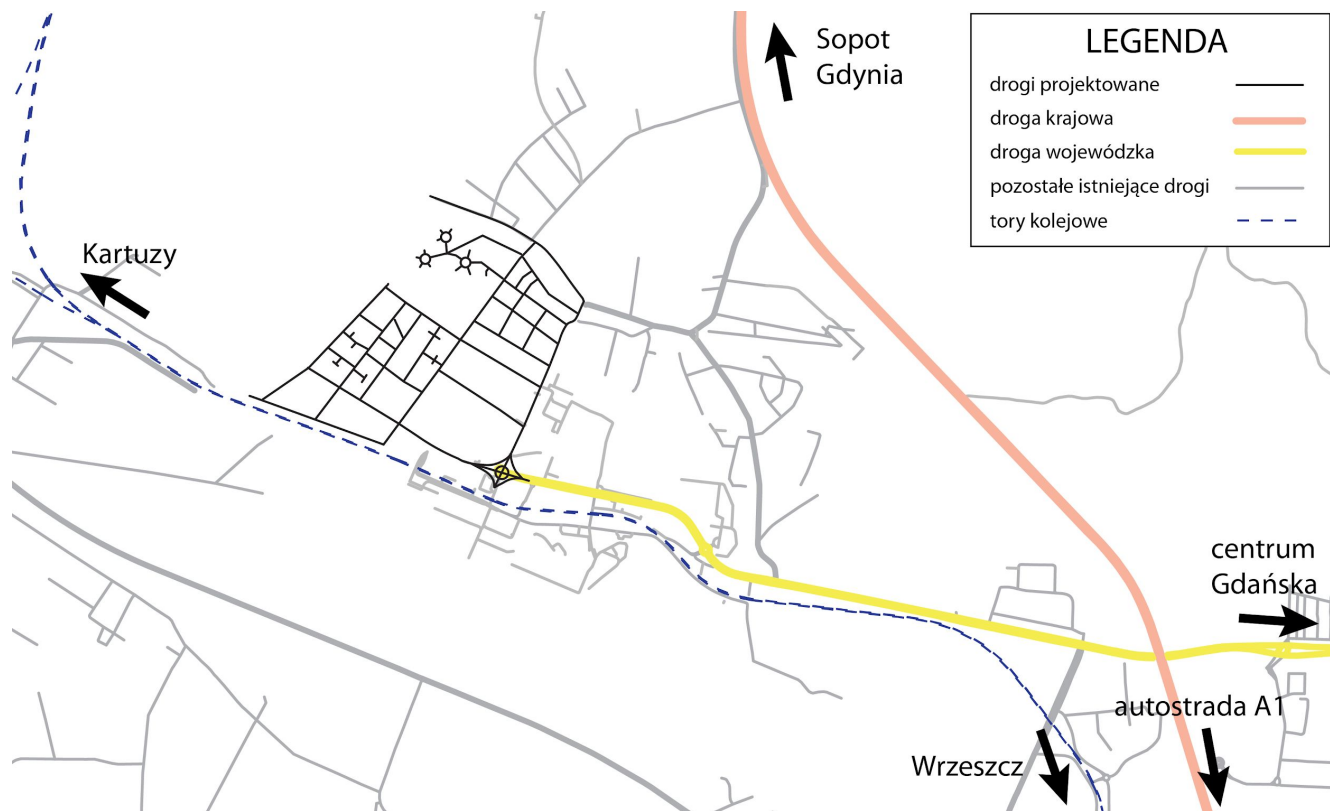 Sopot
Gdynia
LEGENDA
drogi projektowane
droga krajowa
droga wojewódzka
pozostałe istniejące drogi
tory kolejowe
Kartuzy
centrum
Gdańska
autostrada A1
Wrzeszcz